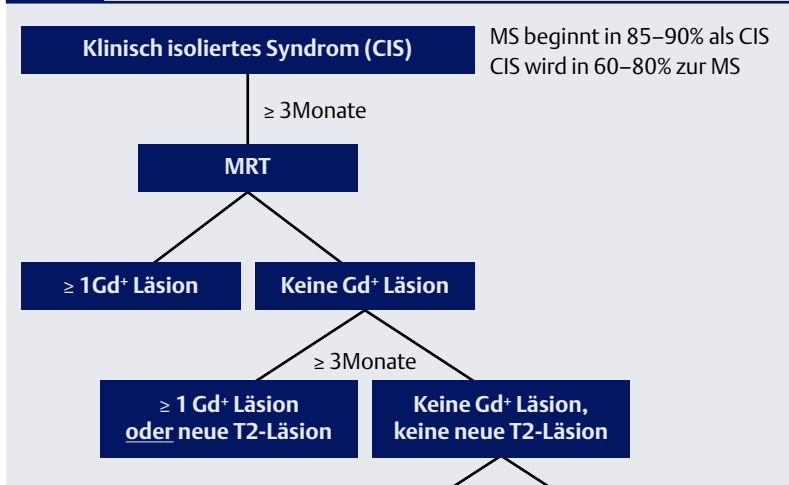 Klinisch isoliertes Syndrom (CIS)
MS beginnt in 85–90% als CIS
CIS wird in 60–80% zur MS
≥ 3Monate
MRT
≥ 1Gd⁺ Läsion
Keine Gd⁺ Läsion
≥ 3Monate
≥ 1 Gd⁺ Läsion
oder neue T2-Läsion
Keine Gd⁺ Läsion,
keine neue T2-Läsion